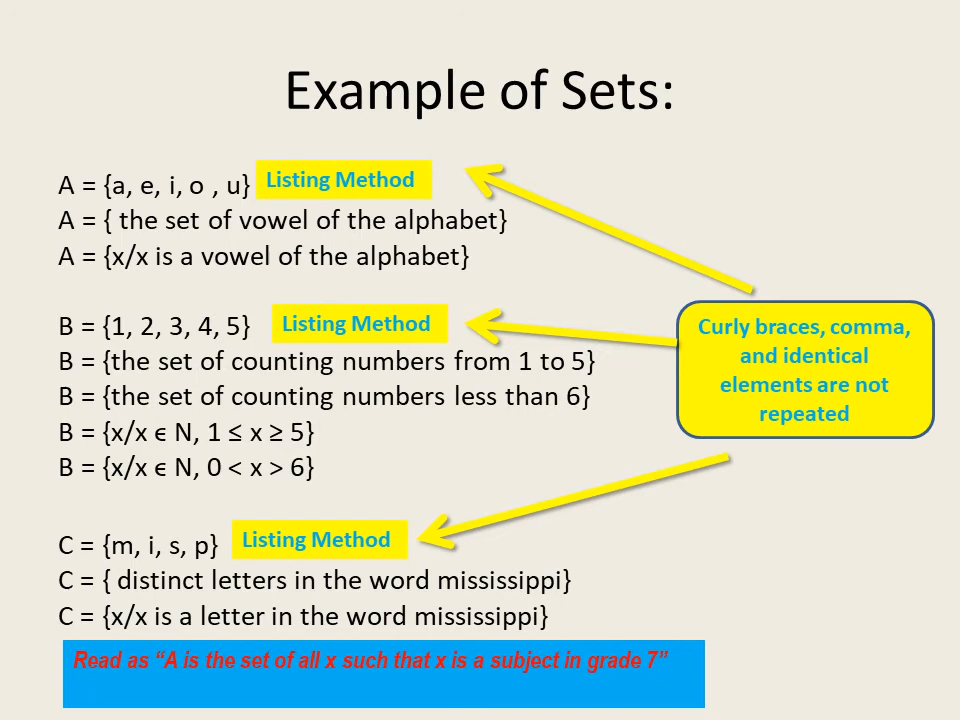 Example of Sets:
A = {a, e, i, o , u}
Listing Method
A = { the set of vowel of the alphabet}
A = {x/x is a vowel of the alphabet}
B = {1, 2, 3, 4, 5}
Listing Method
B = {the set of counting numbers from 1 to 5}
B = {the set of counting numbers less than 6}
B = {x/x ϵ N, 1 ≤ x ≥ 5}
B = {x/x ϵ N, 0 < x > 6}
Curly braces, comma,
and identical
elements are not
repeated
C = {m, i, s, p}
Listing Method
C = { distinct letters in the word mississippi}
C = {x/x is a letter in the word mississippi}
Read as “A is the set of all x such that x is a subject in grade 7”